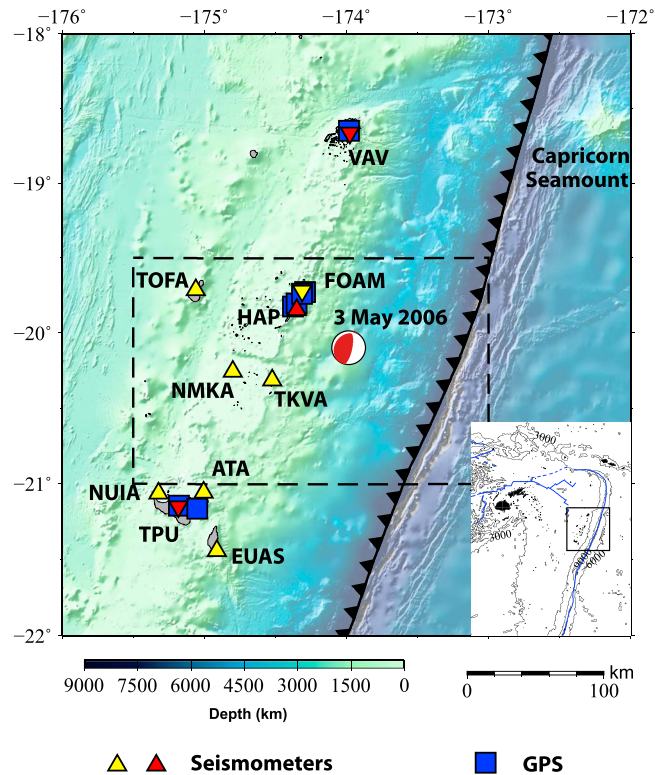 −176° −175° −174° −173° −172°
−18°
VAV
Capricorn
Seamount
−19°
TOFA
FOAM
HAP
3 May 2006
−20°
NMKA
TKVA
3000
ATA
−21°
NUIA
TPU
3000
9000
6000
EUAS
−22°
km
9000 7500 6000 4500 3000 1500 0
0 100
Depth (km)
Seismometers
GPS